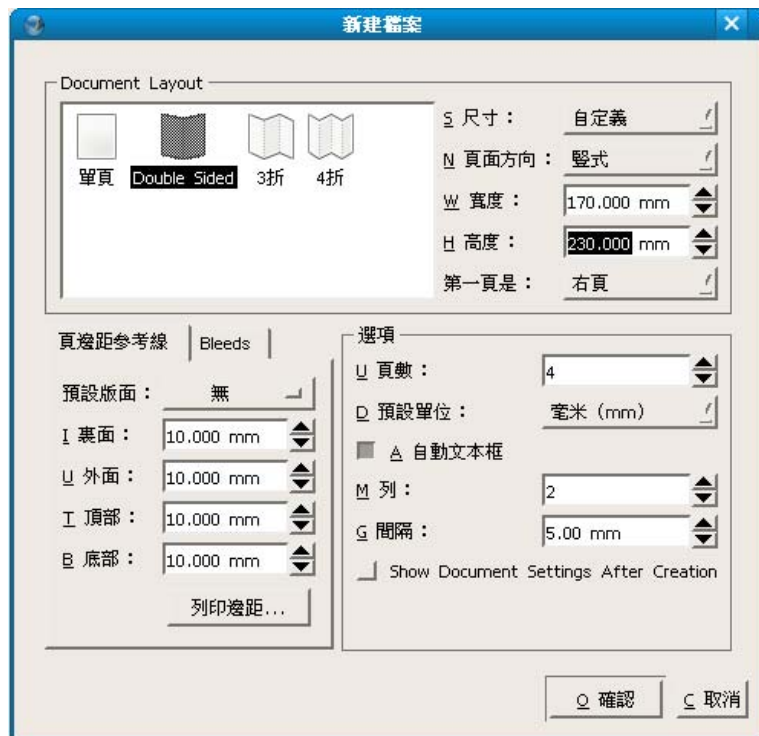 新建檔案
Document Layout
單頁
Double Sided
3折
4折
S 尺寸：
自定義
N 頁面方向：
竪式
W 寬度：
170.000 mm
H 高度：
230.000 mm
第一頁是：
右頁
頁邊距参考線
Bleeds
預設版面：
無
I 裏面：
10.000 mm
U 外面：
10.000 mm
T 頂部：
10.000 mm
B 底部：
10.000 mm
列印邊距...
選項
U 頁數：
4
D 預設單位：
毫米 (mm)
A 自動文本框
M 列：
2
G 間隔：
5.00 mm
Show Document Settings After Creation
O 確認
C 取消